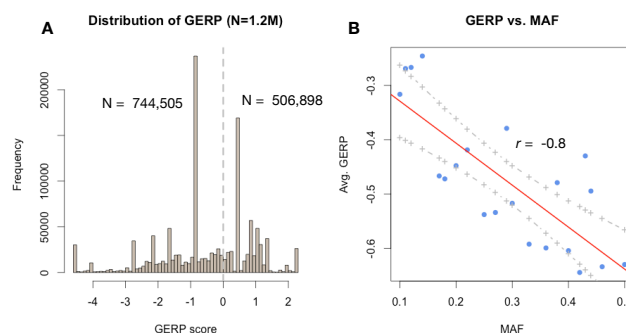 A
Distribution of GERP (N=1.2M)
N = 744,505
N = 506,898
Frequency
0
50000
100000
200000
-4
-3
-2
-1
0
1
2
GERP score
B
GERP vs. MAF
r = -0.8
Avg. GERP
-0.3
-0.4
-0.5
-0.6
0.1
0.2
0.3
0.4
MAF